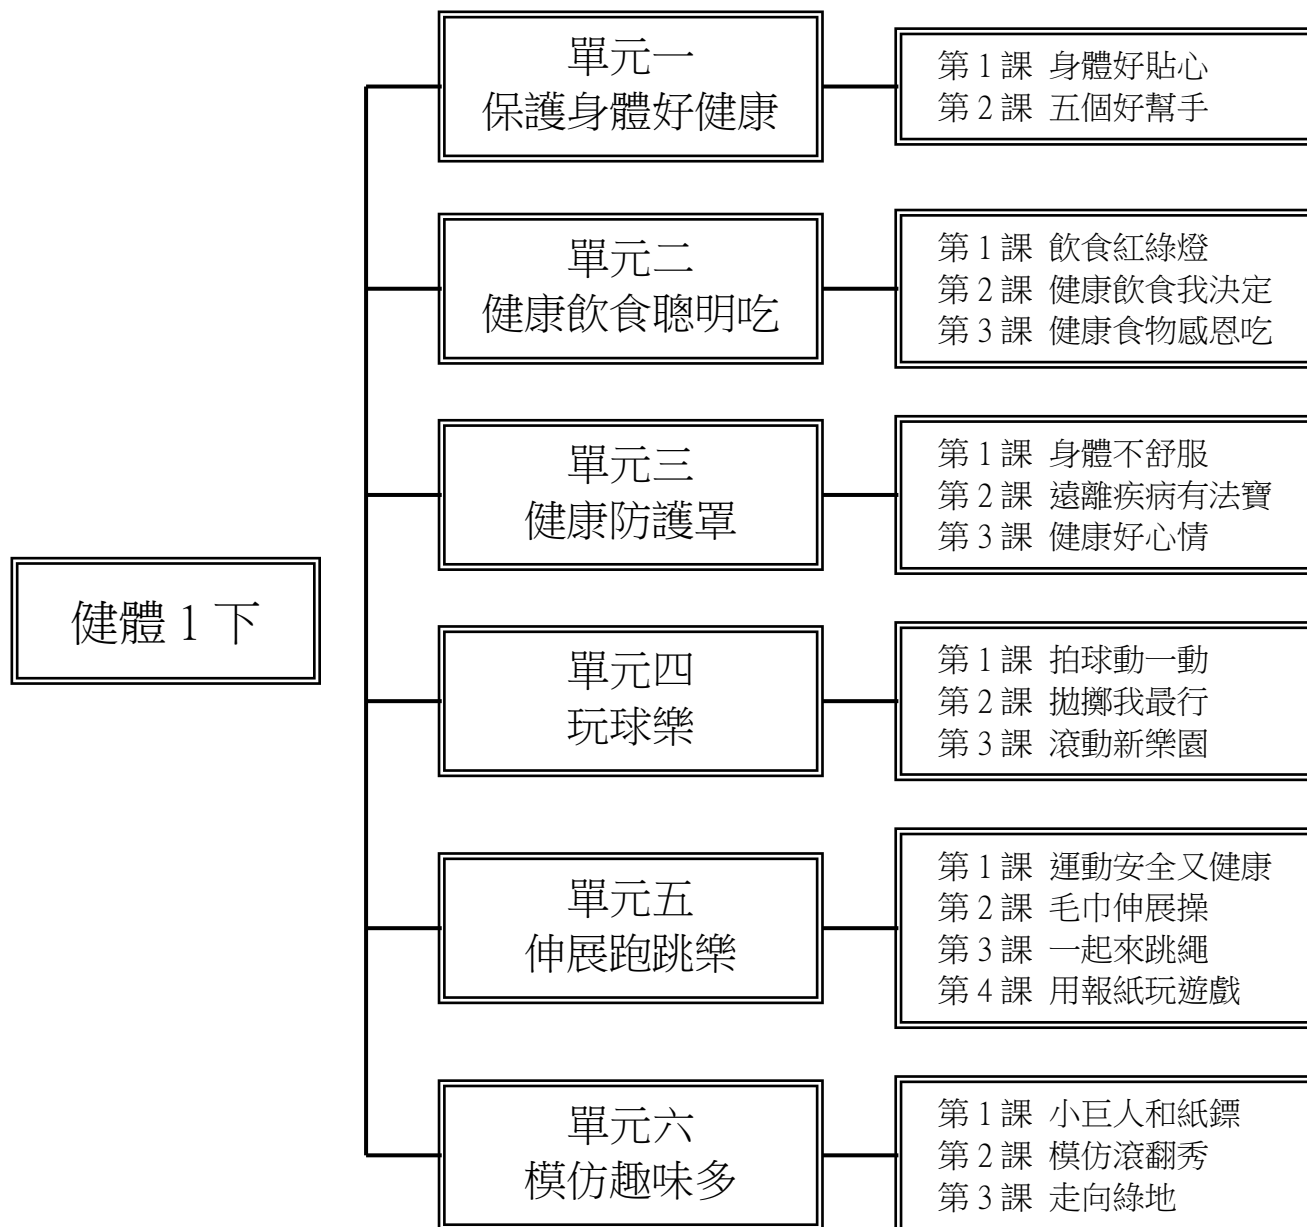 健體 1 下
單元一
保護身體好健康
第 1 課 身體好貼心
第 2 課 五個好幫手
單元二
健康飲食聰明吃
第 1 課 飲食紅綠燈
第 2 課 健康飲食我決定
第 3 課 健康食物感恩吃
單元三
健康防護罩
第 1 課 身體不舒服
第 2 課 遠離疾病有法寶
第 3 課 健康好心情
單元四
玩球樂
第 1 課 拍球動一動
第 2 課 拋擲我最行
第 3 課 滾動新樂園
單元五
伸展跑跳樂
第 1 課 運動安全又健康
第 2 課 毛巾伸展操
第 3 課 一起來跳繩
第 4 課 用報紙玩遊戲
單元六
模仿趣味多
第 1 課 小巨人和紙鏢
第 2 課 模仿滾翻秀
第 3 課 走向綠地